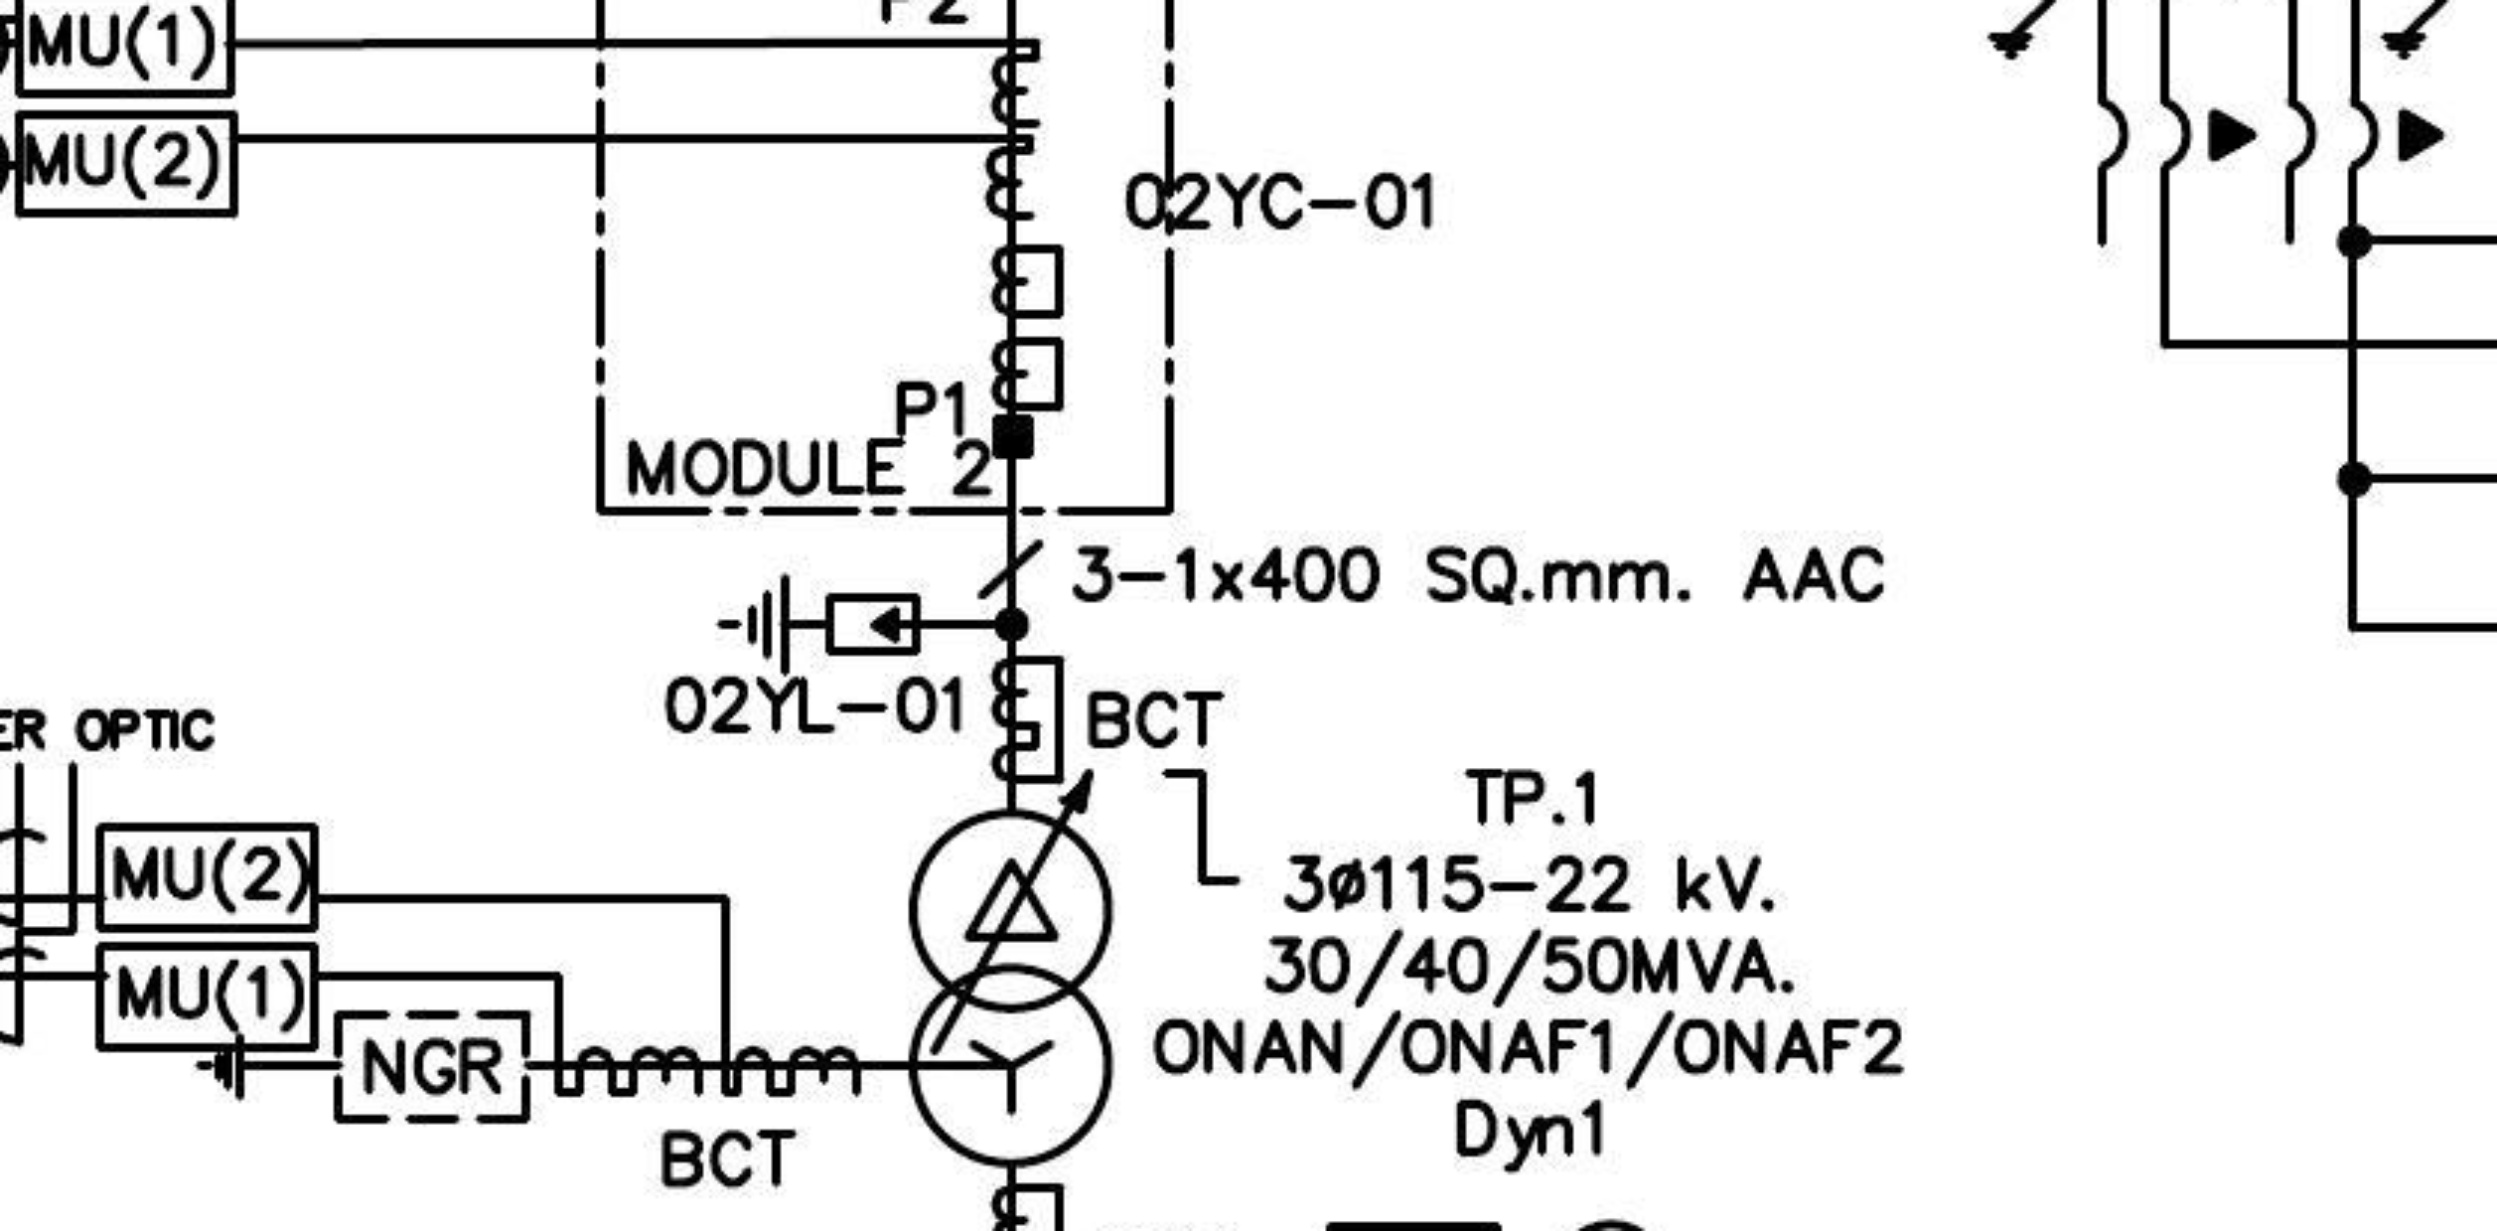 P2
MU(1)
MU(2)
02YC-01
P1
MODULE 2
3-1x400 SQ.mm. AAC
02YL-01
BCT
ER OPTIC
TP.1
3ø115-22 kV.
MU(2)
30/40/50MVA.
MU(1)
ONAN/ONAF1/ONAF2
NGR
Dyn1
BCT